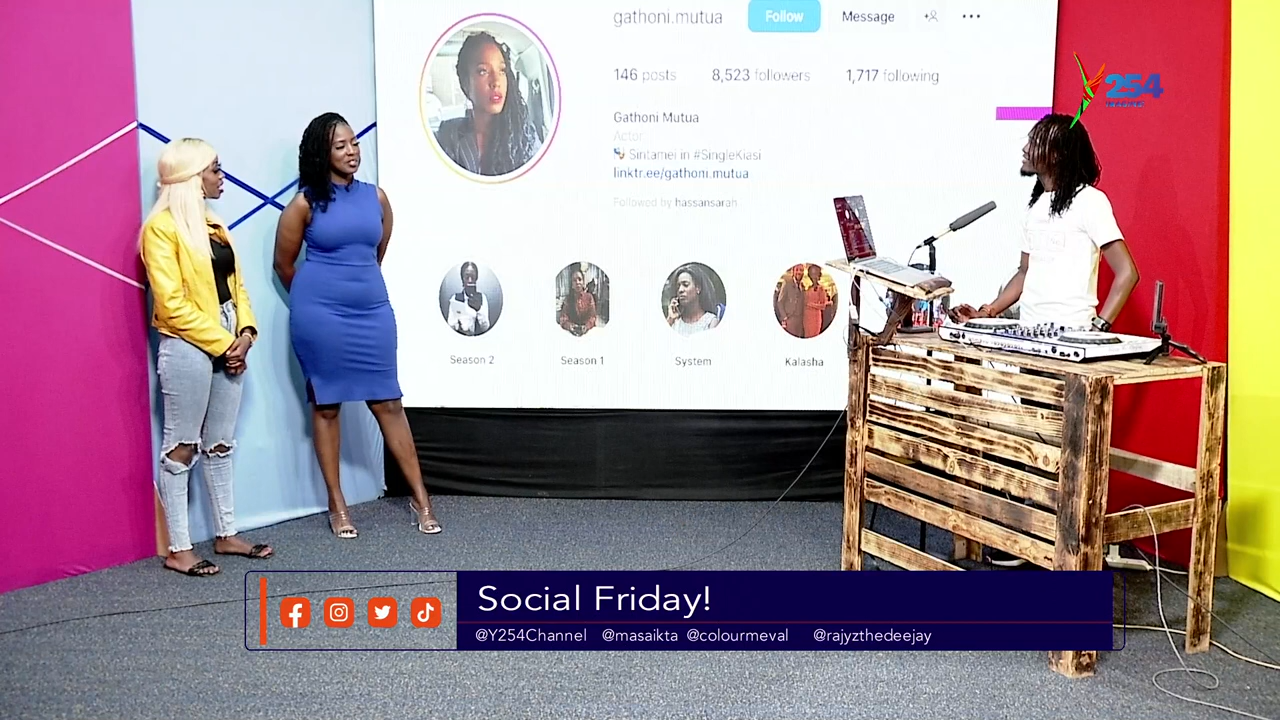 gathoni.mutua Follow Message
146 posts 8,523 followers 1,717 following
Gathoni Mutua
Actor
Sintamei in #SingleKiasi
linktr.ee/gathoni.mutua
Followed by hassansarah
Season 2 Season 1 System Kalasha
254
Social Friday!
@Y254Channel @masaikta @colourmeval @rajyzthedeejay